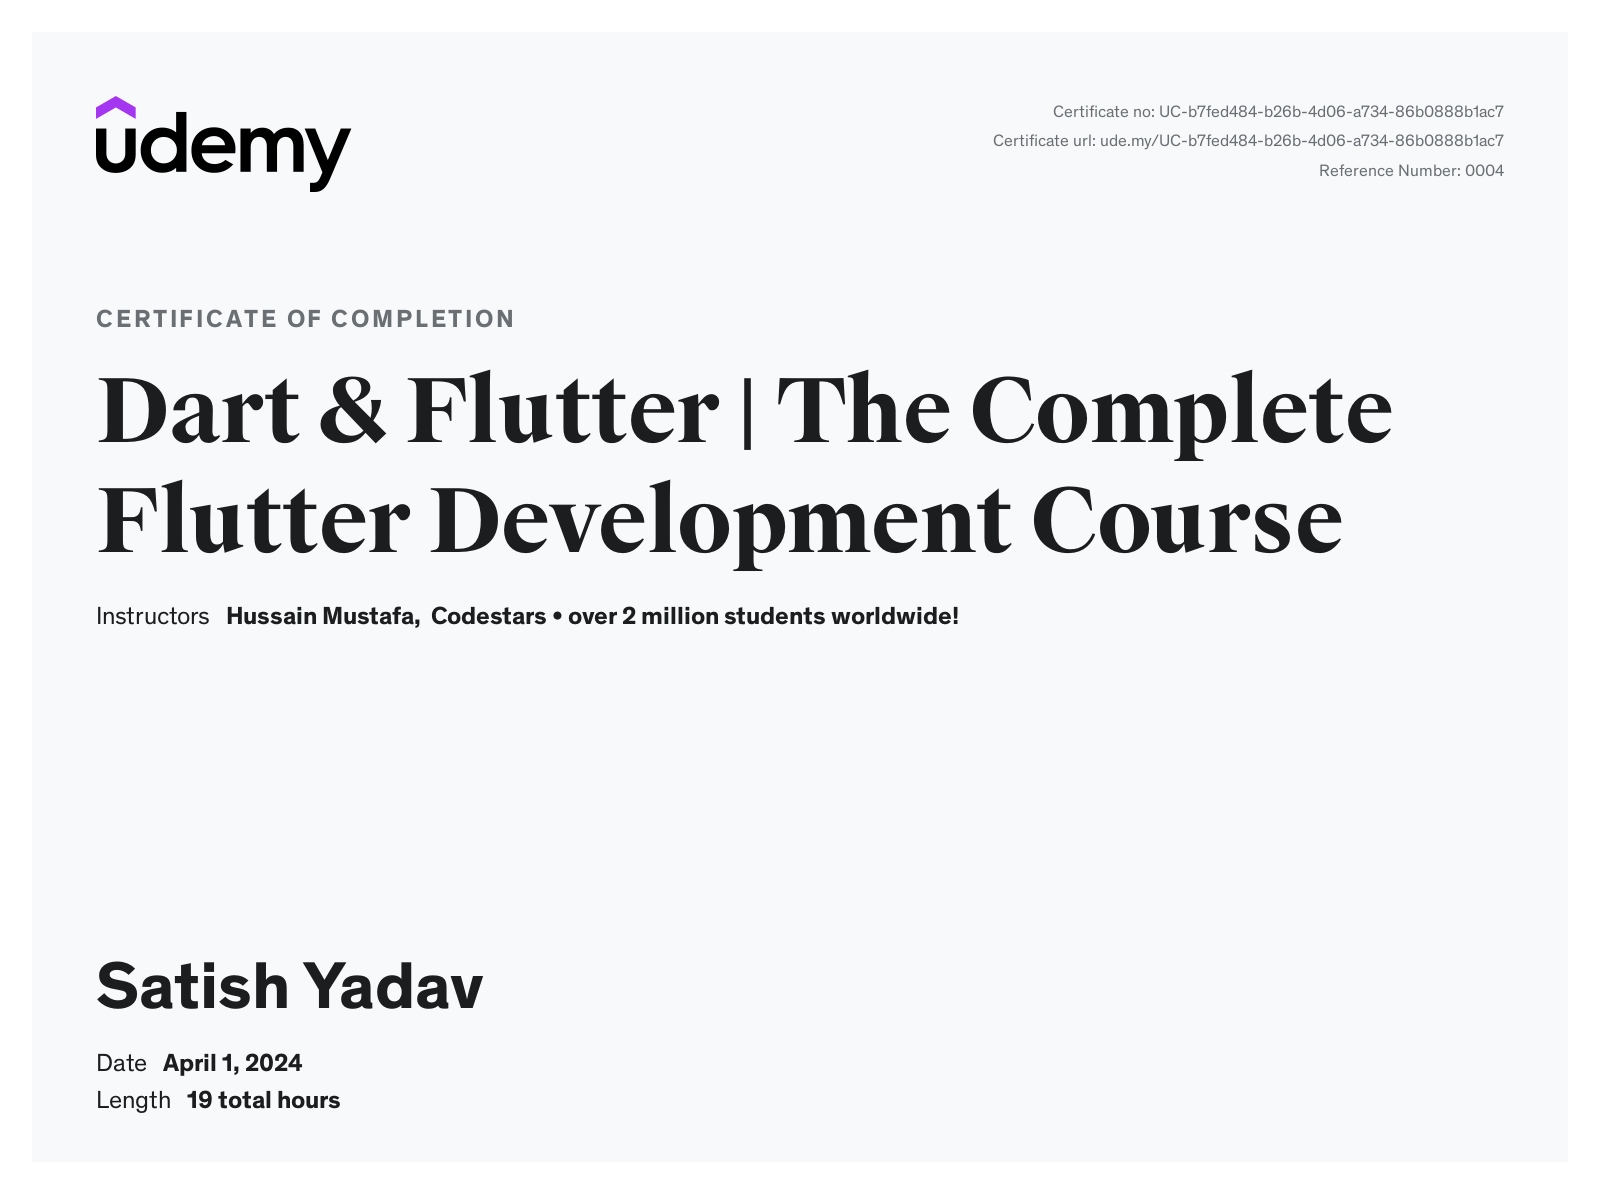 udemy
Certificate no: UC-b7fed484-b26b-4d06-a734-86b0888b1ac7
Certificate url: ude.my/UC-b7fed484-b26b-4d06-a734-86b0888b1ac7
Reference Number: 0004
CERTIFICATE OF COMPLETION
Dart & Flutter | The Complete
Flutter Development Course
Instructors Hussain Mustafa, Codestars • over 2 million students worldwide!
Satish Yadav
Date April 1, 2024
Length 19 total hours